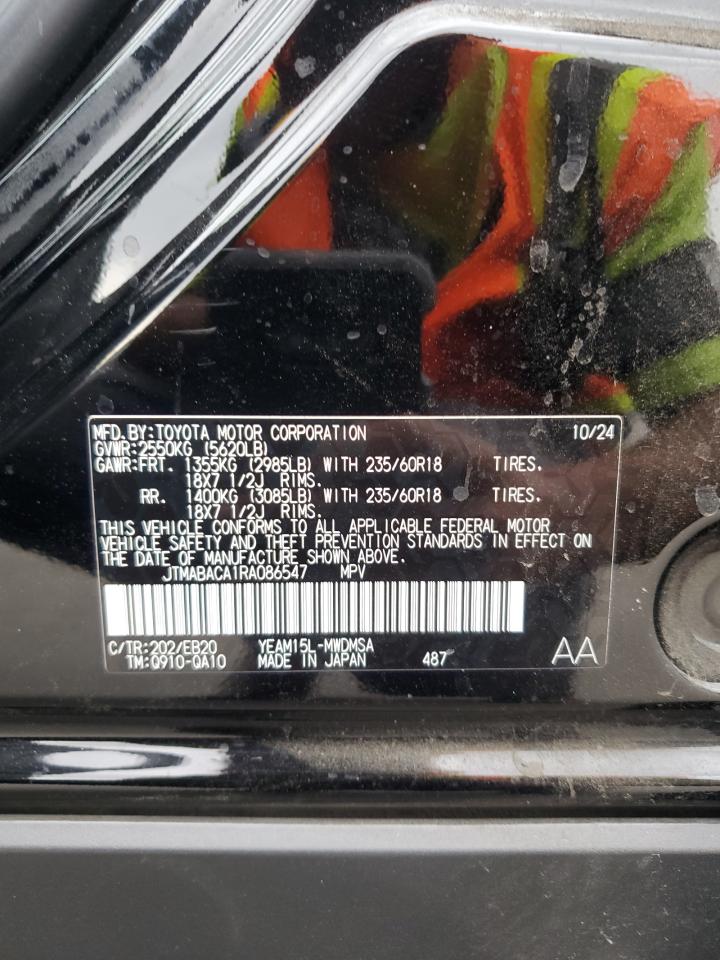 MFD.BY:TOYOTA MOTOR CORPORATION 10/24
GVWR:2550KG (5620LB)
GAWR:FRT. 1355KG (2985LB) WITH 235/60R18 TIRES.
18X7 1/2J RIMS.
RR. 1400KG (3085LB) WITH 235/60R18 TIRES.
18X7 1/2J RIMS.
THIS VEHICLE CONFORMS TO ALL APPLICABLE FEDERAL MOTOR
VEHICLE SAFETY AND THEFT PREVENTION STANDARDS IN EFFECT ON
THE DATE OF MANUFACTURE SHOWN ABOVE.
JTMABACA1RA086547 MPV
C/TR:202/EB20 YEAM15L-MWDMSA
TM:Q910-QA10 MADE IN JAPAN 487 AA